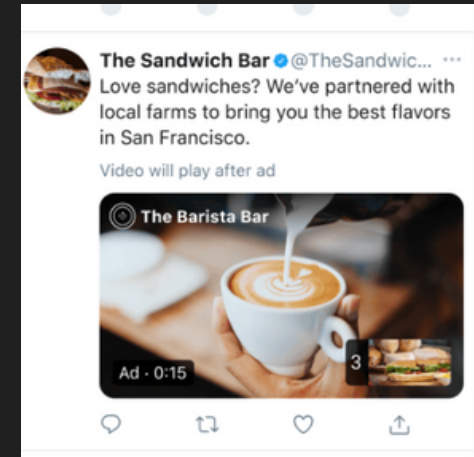 The Sandwich Bar @TheSandwic... ...
Love sandwiches? We've partnered with
local farms to bring you the best flavors
in San Francisco.
Video will play after ad
The Barista Bar
Ad · 0:15
3